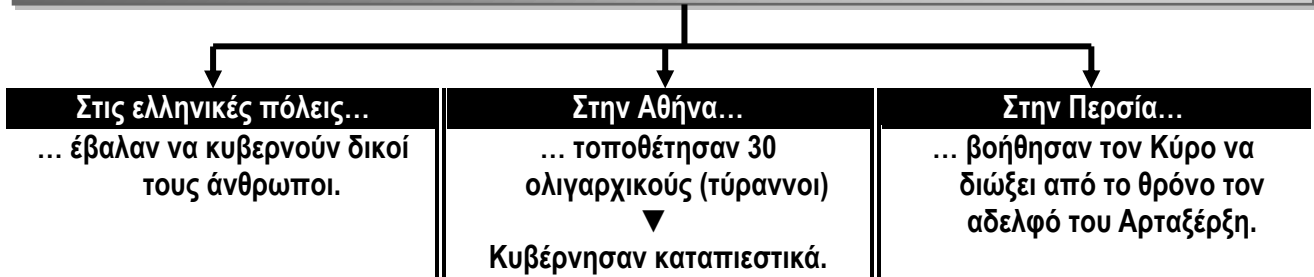 Στις ελληνικές πόλεις…
… έβαλαν να κυβερνούν δικοί
τους άνθρωποι.
Στην Αθήνα…
… τοποθέτησαν 30
ολιγαρχικούς (τύραννοι)
▼
Κυβέρνησαν καταπιεστικά.
Στην Περσία…
… βοήθησαν τον Κύρο να
διώξει από το θρόνο τον
αδελφό του Αρταξέρξη.